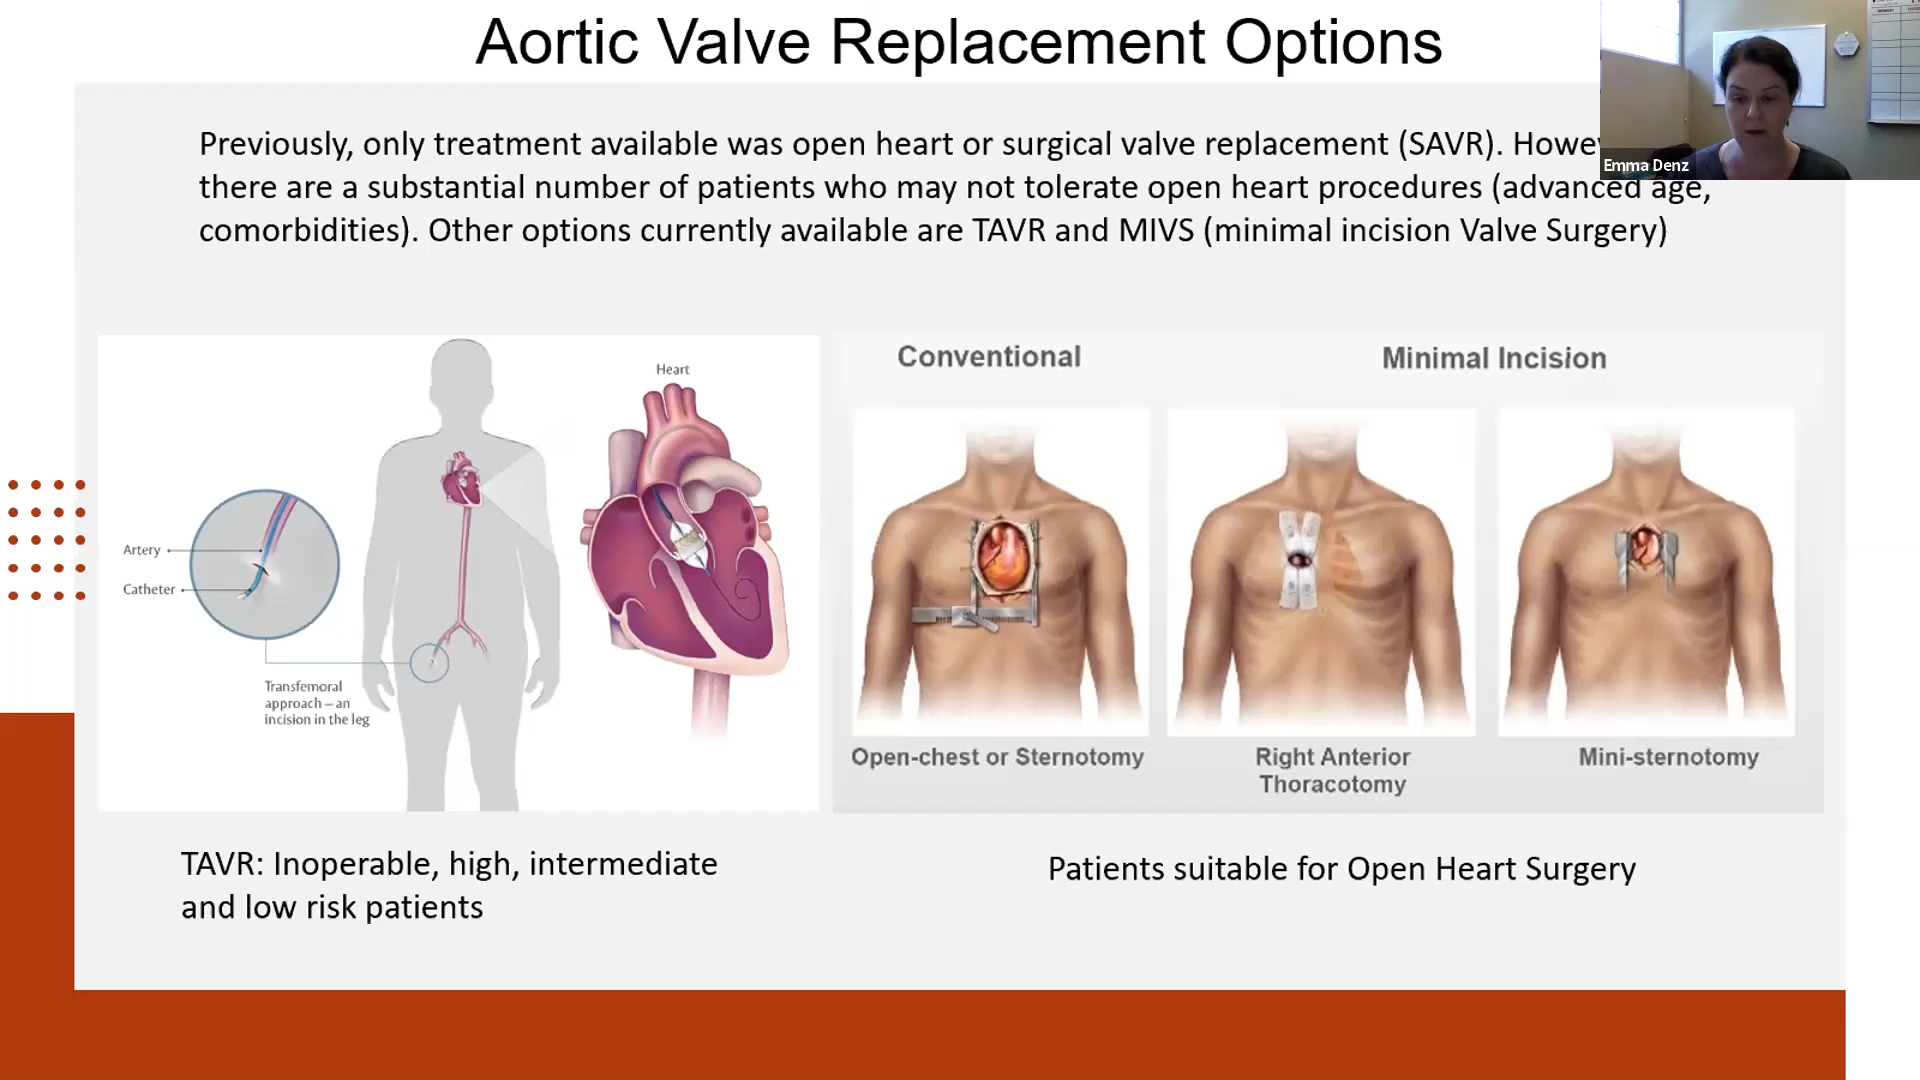 Aortic Valve Replacement Options
Previously, only treatment available was open heart or surgical valve replacement (SAVR).
there are a substantial number of patients who may not tolerate open heart procedures (advanced age,
comorbidities). Other options currently available are TAVR and MIVS (minimal incision Valve Surgery)
Emma Denz
Heart
Artery
Catheter
Transfemoral
approach – an
incision in the leg
Conventional
Minimal Incision
Open-chest or Sternotomy
Right Anterior
Thoracotomy
Mini-sternotomy
TAVR: Inoperable, high, intermediate
and low risk patients
Patients suitable for Open Heart Surgery